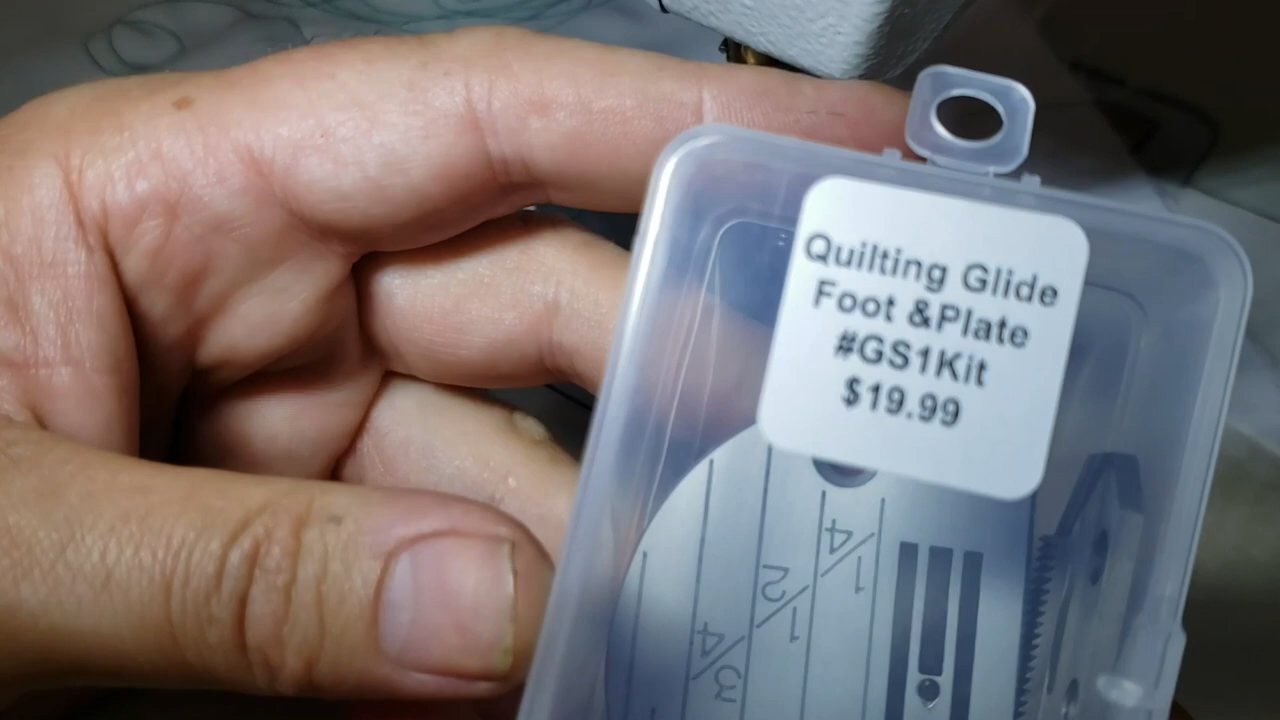 Quilting Glide
Foot &Plate
#GS1Kit
$19.99
1/4
1/2
3/4